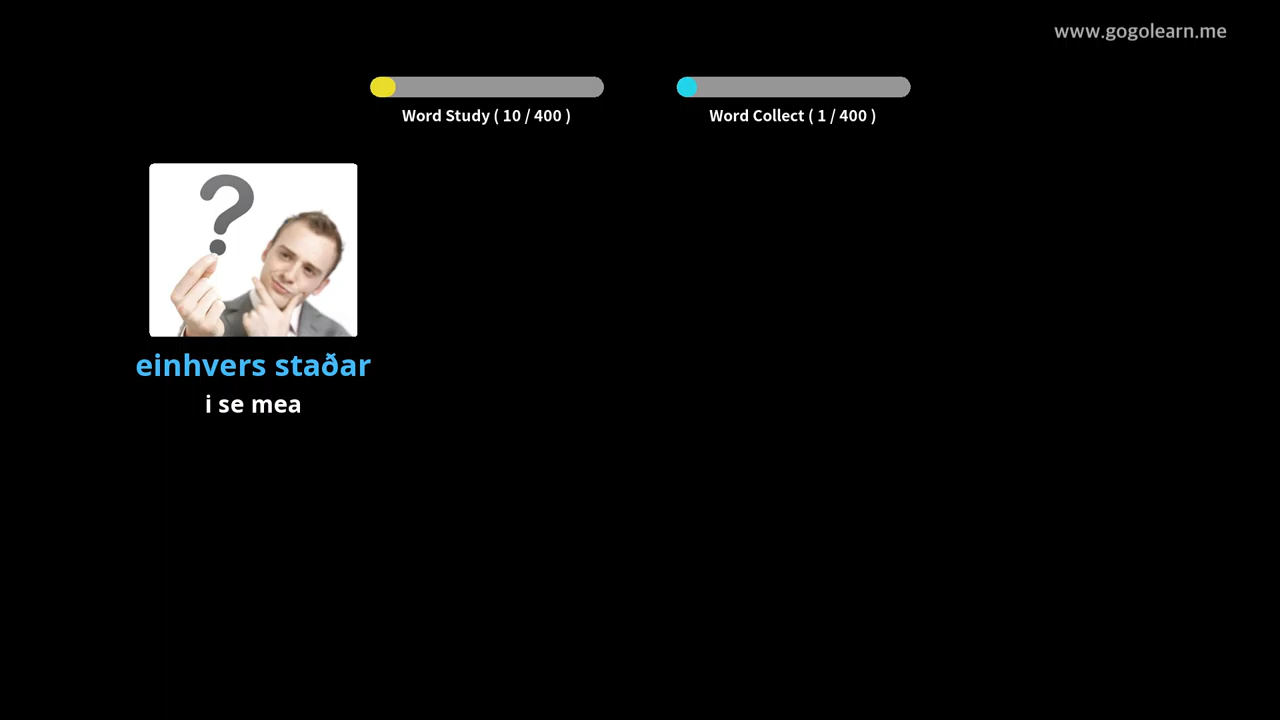 www.gogolearn.me
Word Study ( 10 / 400 )
Word Collect ( 1 / 400 )
?
einhvers staðar
i se mea